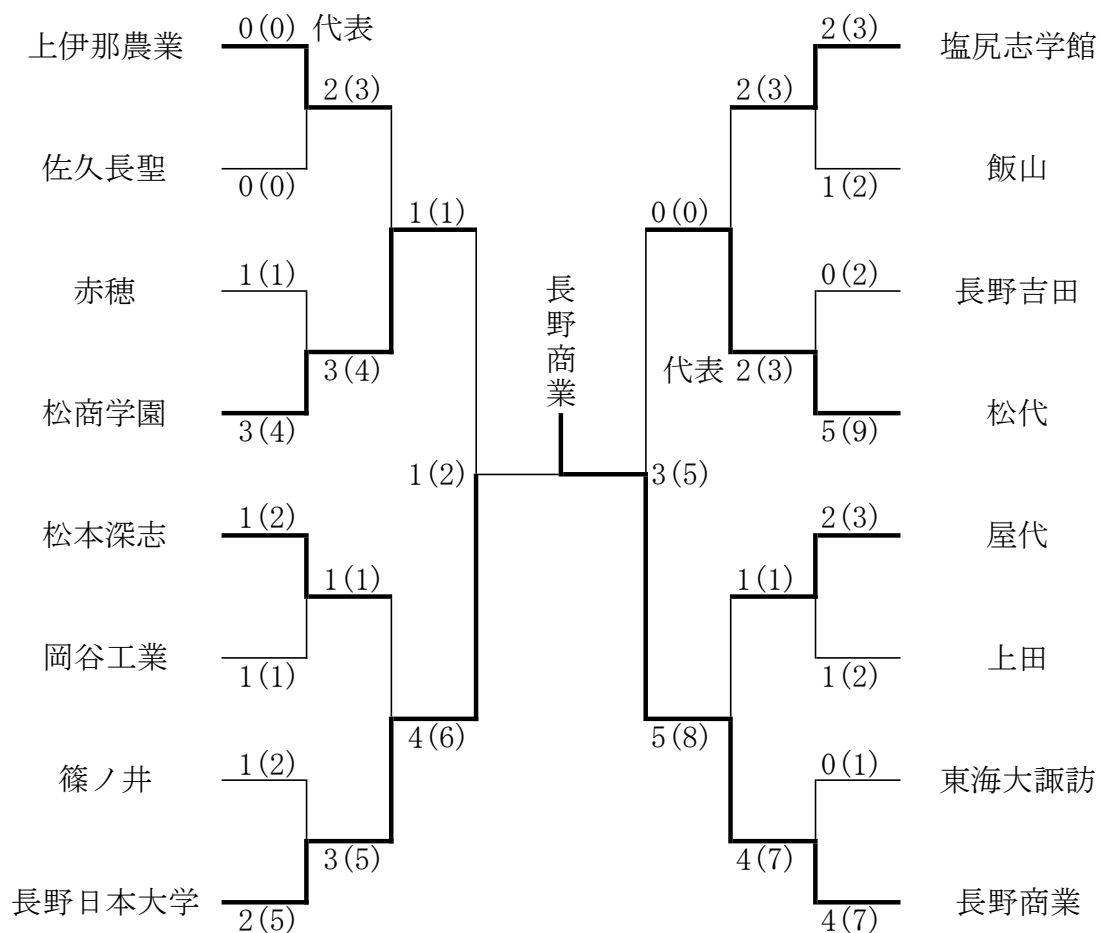 0(0) 代表
上伊那農業
2(3)
佐久長聖
0(0)
1(1)
1(1)
赤穂
3(4)
松商学園
3(4)
1(2)
1(2)
松本深志
1(1)
岡谷工業
1(1)
4(6)
1(2)
篠ノ井
3(5)
長野日本大学
2(5)
長野商業
2(3)
塩尻志学館
2(3)
飯山
1(2)
0(0)
0(2)
長野吉田
代表 2(3)
松代
5(9)
3(5)
2(3)
屋代
1(1)
上田
1(2)
5(8)
0(1)
東海大諏訪
4(7)
長野商業
4(7)